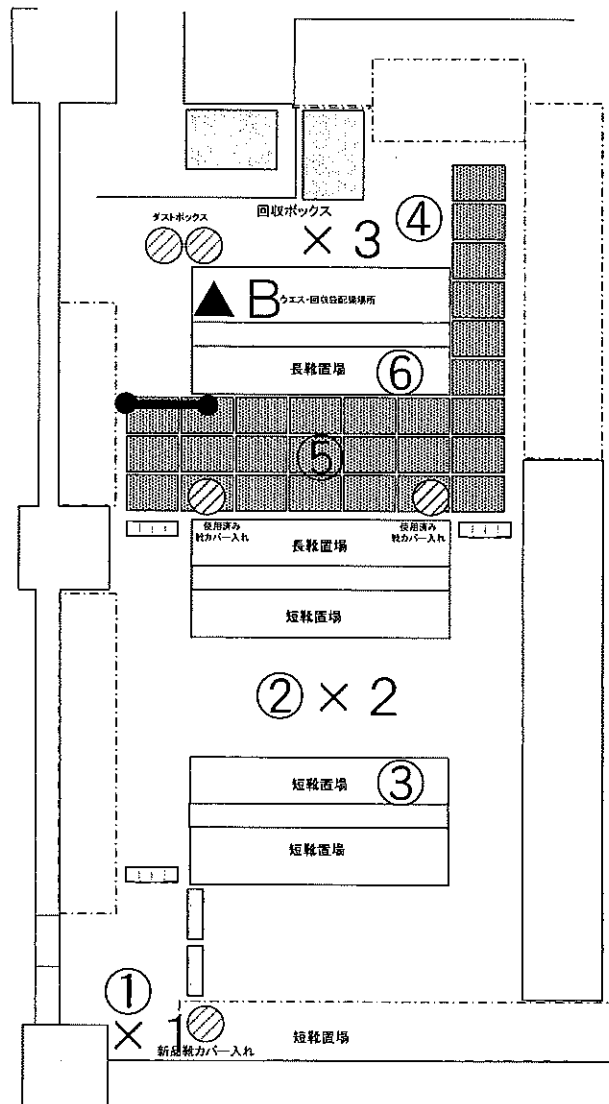 ダストボックス
回収ボックス
④
× 3
▲ B ウエス・回収袋配備場所
長靴置場
⑥
⑤
使用済み
靴カバー入れ
使用済み
靴カバー入れ
長靴置場
短靴置場
② × 2
短靴置場
③
短靴置場
①
× 1
新品靴カバー入れ
短靴置場